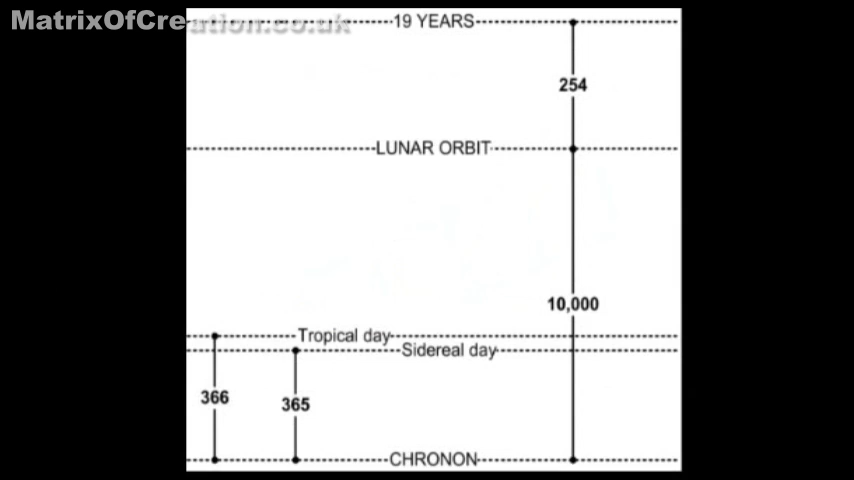 MatrixOfCreation.co.uk
19 YEARS
254
LUNAR ORBIT
10,000
Tropical day
Sidereal day
366
365
CHRONON